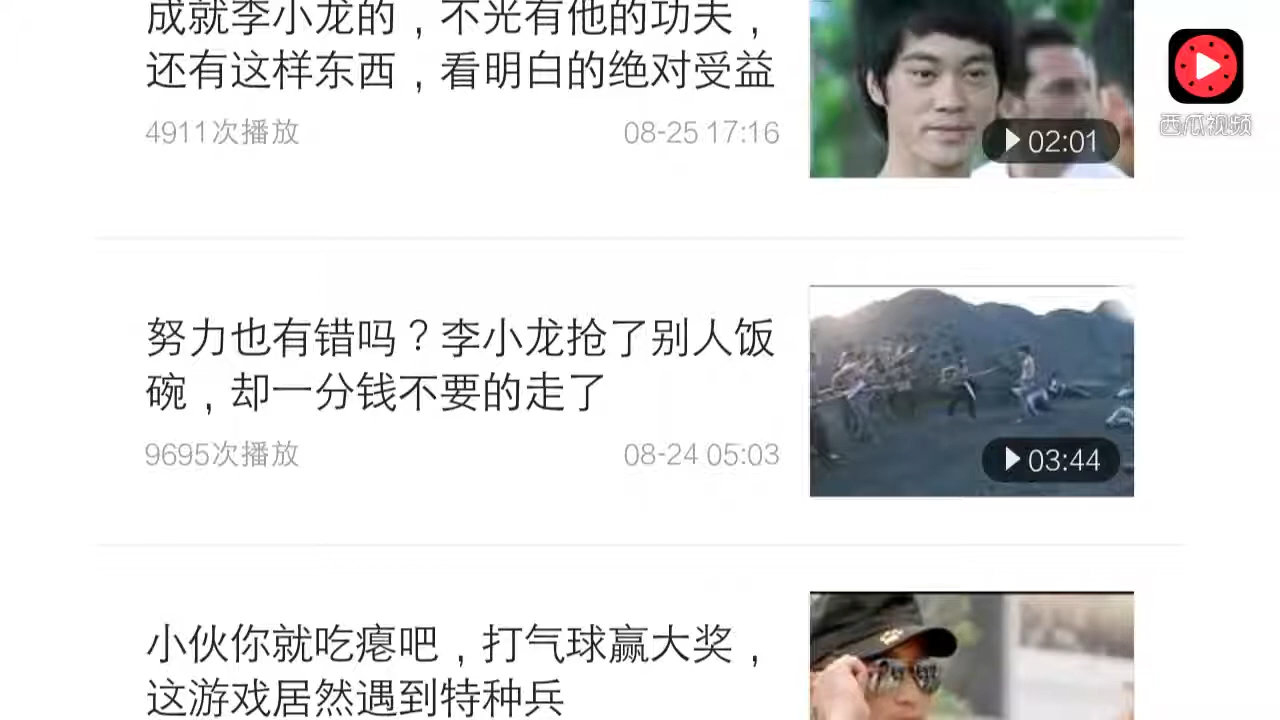 成就李小龙的，不光有他的功夫，
还有这样东西，看明白的绝对受益
4911次播放
08-25 17:16
02:01
西瓜视频
努力也有错吗？李小龙抢了别人饭
碗，却一分钱不要的走了
9695次播放
08-24 05:03
03:44
小伙你就吃瘪吧，打气球赢大奖，
这游戏居然遇到特种兵